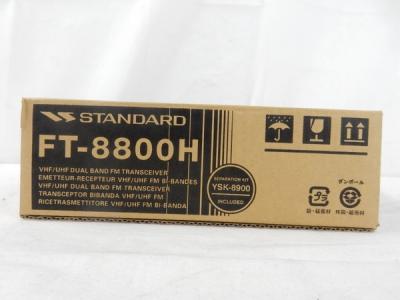 STANDARD
FT-8800H
VHF/UHF DUAL BAND FM TRANSCEIVER
EMETTEUR-RECEPTEUR VHF/UHF FM BI-BANDES
VHF/UHF DUAL BAND FM TRANSCEIVER
TRANSCEPTOR BIBANDA VHF/UHF FM
RICETRASMETTITORE VHF/UHF FM BI-BANDA
SEPARATION KIT
YSK-8900
INCLUDED
ダンボール
プラ